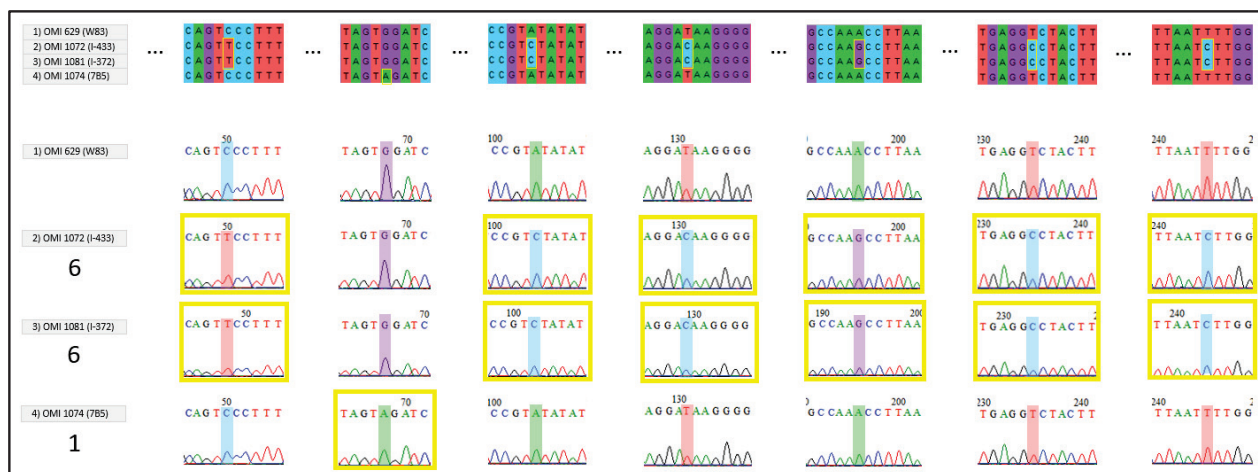 1) OMI 629 (W83) CAGTCCCTTT TAGTGGATC CCGTATATAT AGGATAAGGGG GCCAAACCTTAA TGAGGTCTACTT TTAATTTTGG
2) OMI 1072 (I-433) ... CAGTTCCTTT ... TAGTGGATC ... CCGTCTATAT ... AGGACAAGGGG ... GCCAAGCCTTAA ... TGAGGCCTACTT ... TTAATCTTGG
3) OMI 1081 (I-372) CAGTTCCTTT TAGTGGATC CCGTCTATAT AGGACAAGGGG GCCAAGCCTTAA TGAGGCCTACTT TTAATCTTGG
4) OMI 1074 (7B5) CAGTCCCTTT TAGTAGATC CCGTATATAT AGGATAAGGGG GCCAAACCTTAA TGAGGTCTACTT TTAATTTTGG
50 70 100 130 200 230 240 240 2
1) OMI 629 (W83) CAGTCCCTTT TAGTGGATC CCGTATATAT AGGATAAGGGG GCCAAACCTTAA TGAGGTCTACTT TTAATTTTGG
50 70 100 130 200 230 240 240
2) OMI 1072 (I-433) CAGTTCCTTT TAGTGGATC CCGTCTATAT AGGACAAGGGG GCCAAGCCTTAA TGAGGCCTACTT TTAATCTTGG
6
50 70 100 130 190 200 230 2 240
3) OMI 1081 (I-372) CAGTTCCTTT TAGTGGATC CCGTCTATAT AGGACAAGGGG GCCAAGCCTTAA TGAGGCCTACTT TTAATCTTGG
6
50 70 100 130 200 230 240 240 2
4) OMI 1074 (7B5) CAGTCCCTTT TAGTAGATC CCGTATATAT AGGATAAGGGG GCCAAACCTTAA TGAGGTCTACTT TTAATTTTGG
1